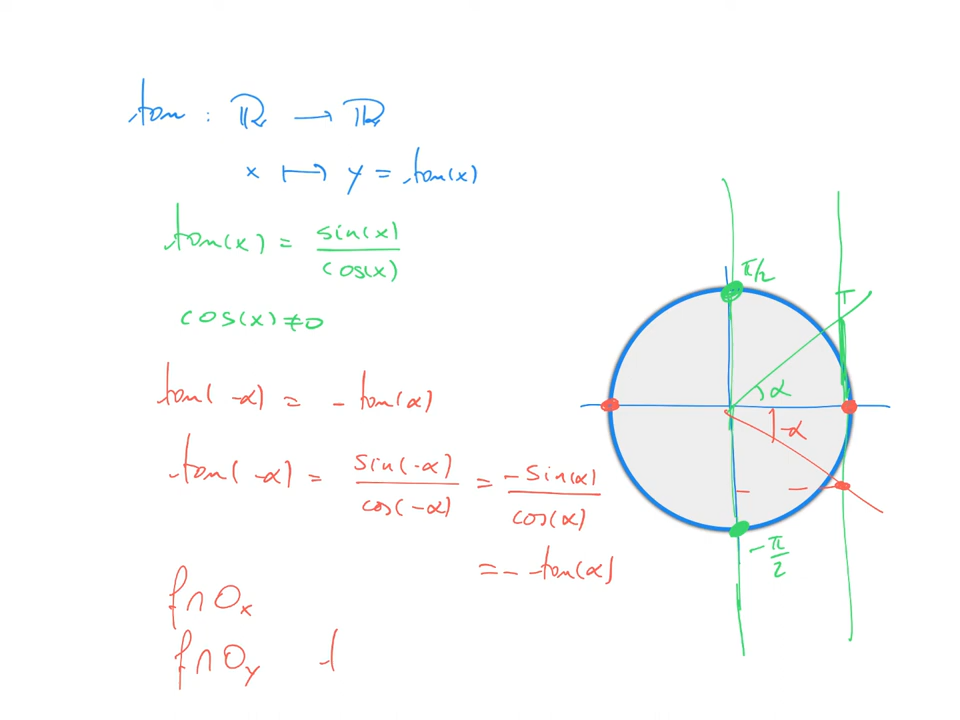 tan : ℝ → ℝ
x ↦ y = tan(x)
tan(x) = sin(x)/cos(x)
cos(x) ≠ 0
tan(-α) = - tan(α)
tan(-α) = sin(-α)/cos(-α) = -sin(α)/cos(α)
= - tan(α)
f ∩ Ox
f ∩ Oy
π/2
T
α
-α
-π/2